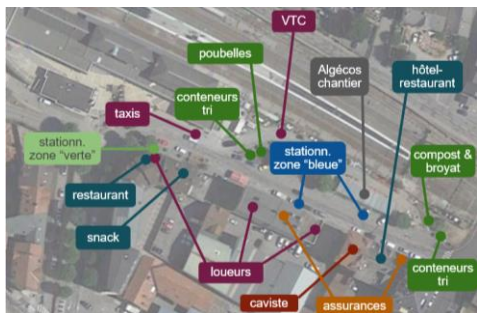 VTC
poubelles
Algécos
chantier
hôtel-
restaurant
conteneurs
tri
taxis
stationn.
zone "verte"
stationn.
zone "bleue"
compost &
broyat
restaurant
snack
loueurs
conteneurs
tri
caviste
assurances